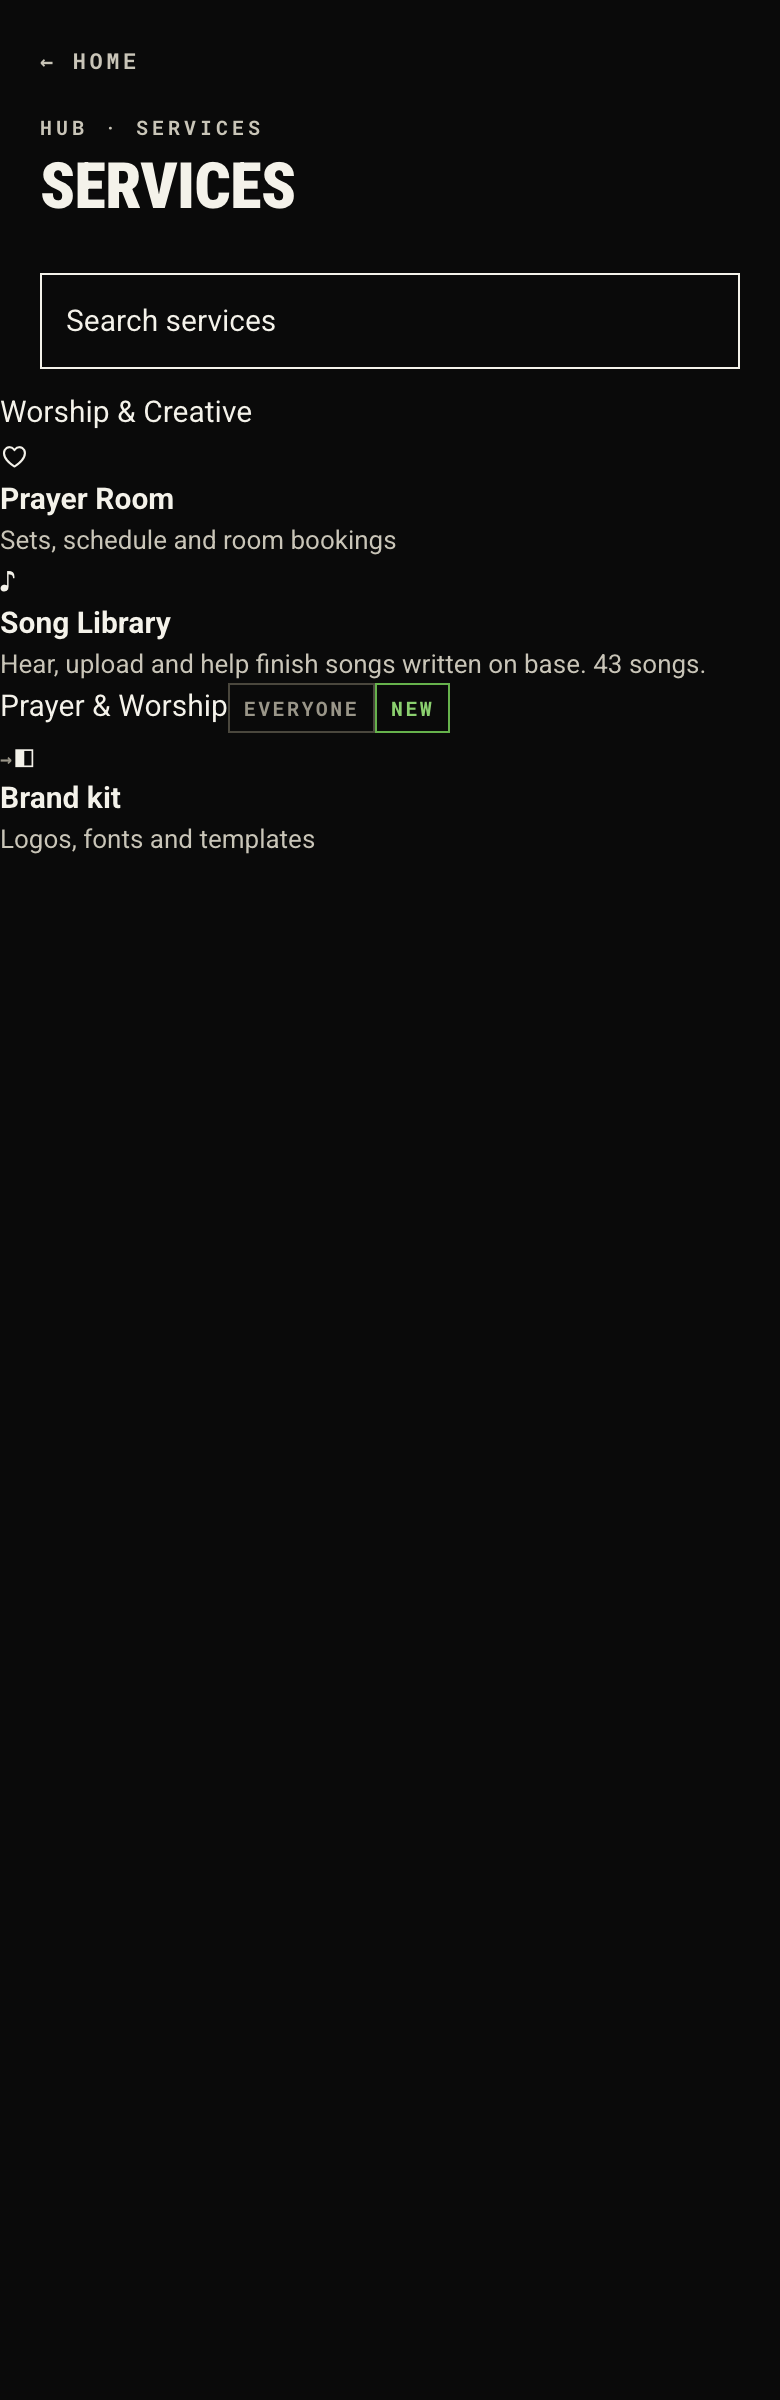 ← HOME
HUB · SERVICES
SERVICES
Search services
Worship & Creative
♡
Prayer Room
Sets, schedule and room bookings
♪
Song Library
Hear, upload and help finish songs written on base. 43 songs.
Prayer & Worship EVERYONE NEW
→◧
Brand kit
Logos, fonts and templates